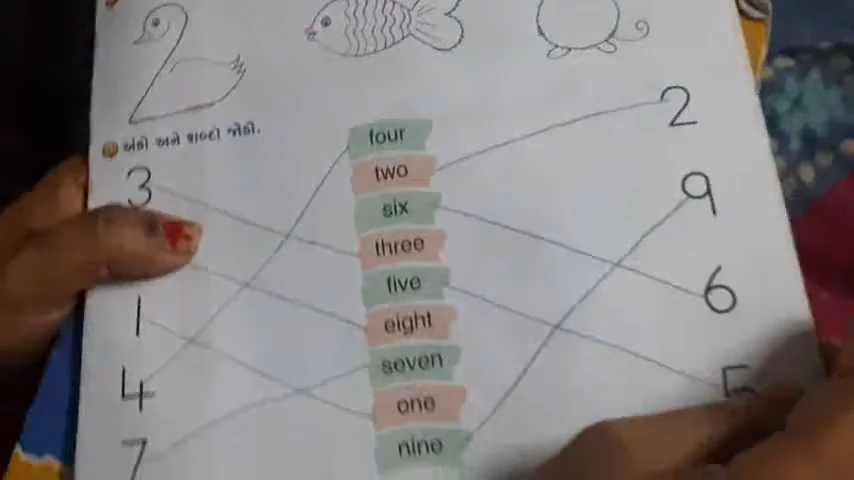 અંકો અને શબ્દો જોડો.
3
1
4
7
four
two
six
three
five
eight
seven
one
nine
2
9
6
5